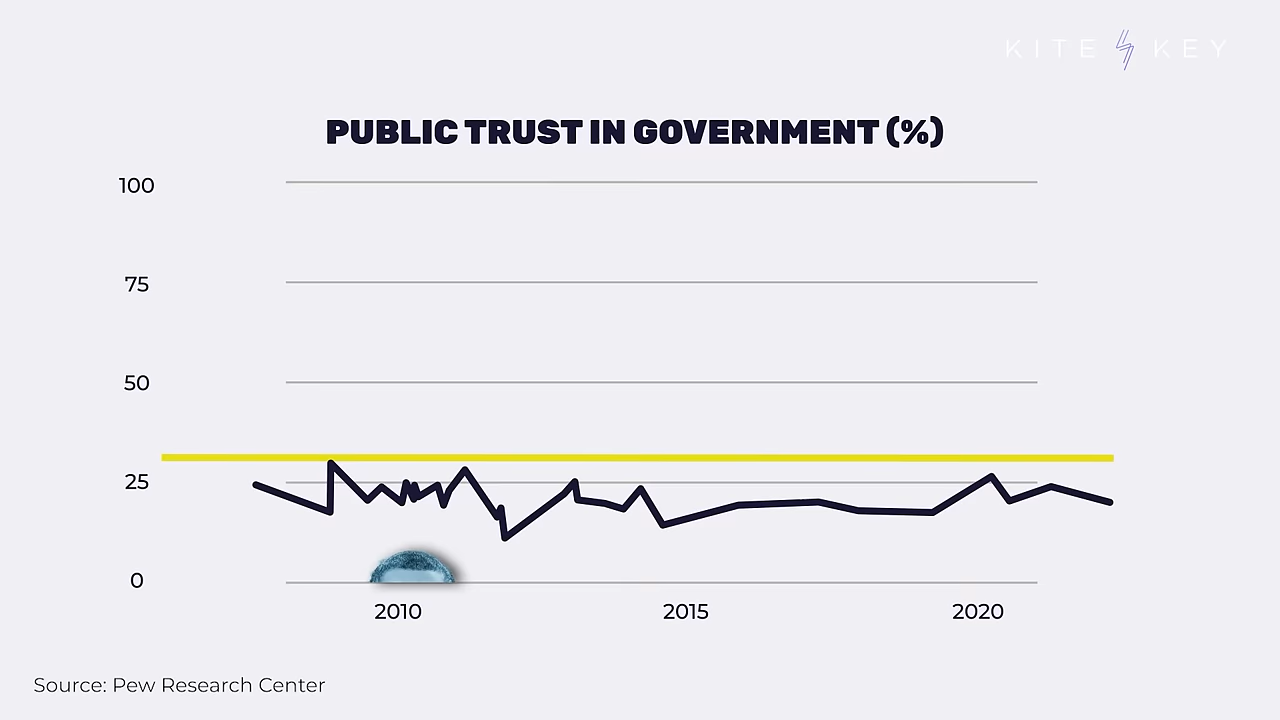 KITE KEY
PUBLIC TRUST IN GOVERNMENT (%)
100
75
50
25
0
2010 2015 2020
Source: Pew Research Center